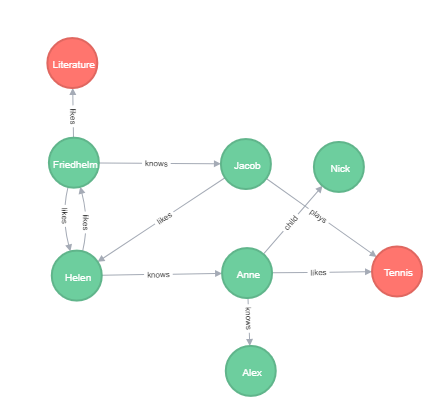 Literature
likes
Friedhelm
knows
Jacob
Nick
likes
likes
likes
child
plays
Helen
knows
Anne
likes
Tennis
knows
Alex